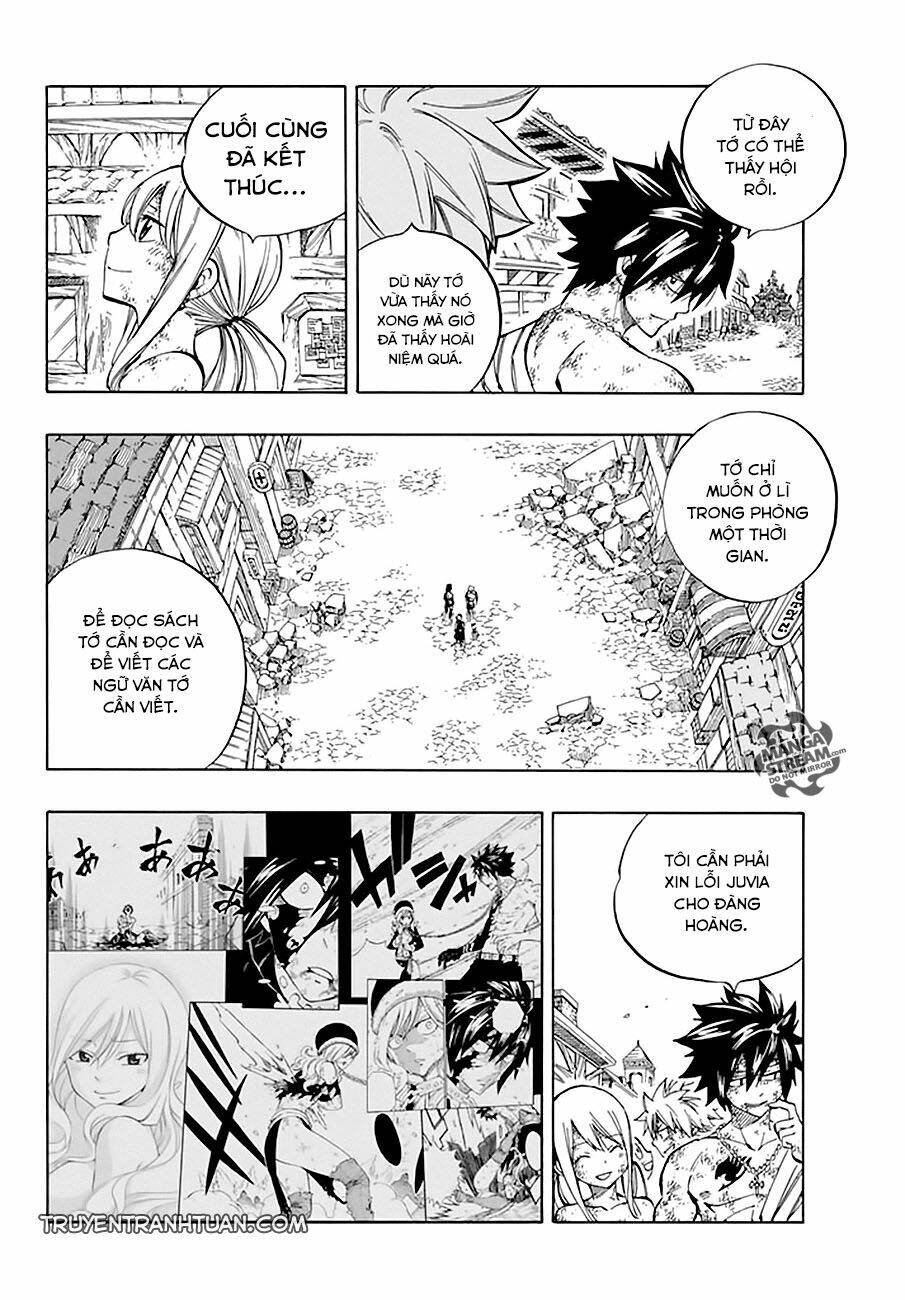 CUỐI CÙNG
ĐÃ KẾT
THÚC...
TỪ ĐÂY
TỚ CÓ THỂ
THẤY HỘI
RỒI.
DÙ NÃY TỚ
VỪA THẤY NÓ
XONG MÀ GIỜ
ĐÃ THẤY HOÀI
NIỆM QUÁ.
TỚ CHỈ
MUỐN Ở LÌ
TRONG PHÒNG
MỘT THỜI
GIAN.
ĐỂ ĐỌC SÁCH
TỚ CẦN ĐỌC VÀ
ĐỂ VIẾT CÁC
NGỮ VĂN TỚ
CẦN VIẾT.
MANGA
STREAM.com
DO NOT MIRROR
TÔI CẦN PHẢI
XIN LỖI JUVIA
CHO ĐÀNG
HOÀNG.
ああああ
TRUYENTRANHTUAN.COM